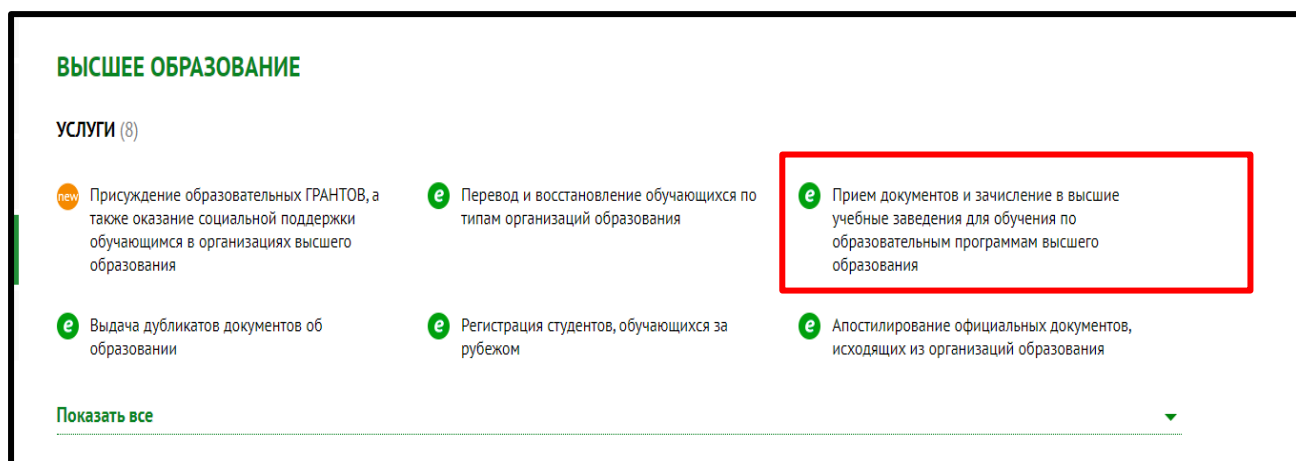 ВЫСШЕЕ ОБРАЗОВАНИЕ
УСЛУГИ (8)
new
Присуждение образовательных ГРАНТОВ, а
также оказание социальной поддержки
обучающимся в организациях высшего
образования
e
Перевод и восстановление обучающихся по
типам организаций образования
e
Прием документов и зачисление в высшие
учебные заведения для обучения по
образовательным программам высшего
образования
e
Выдача дубликатов документов об
образовании
e
Регистрация студентов, обучающихся за
рубежом
e
Апостилирование официальных документов,
исходящих из организаций образования
Показать все